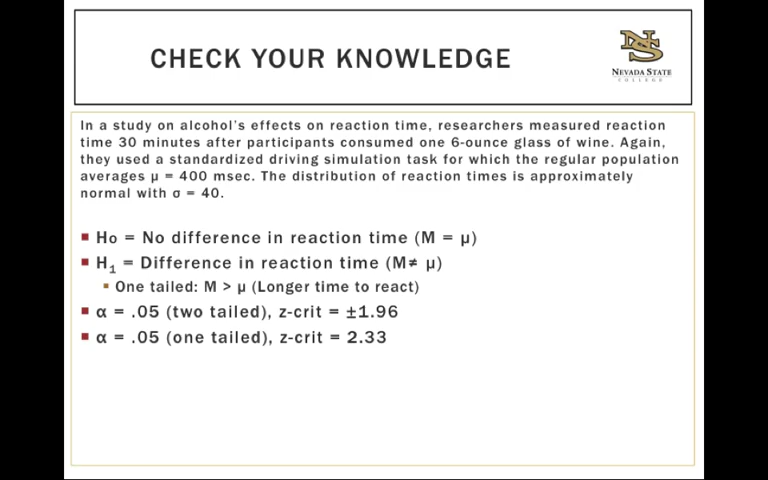 CHECK YOUR KNOWLEDGE
NS
NEVADA STATE
COLLEGE
In a study on alcohol's effects on reaction time, researchers measured reaction
time 30 minutes after participants consumed one 6-ounce glass of wine. Again,
they used a standardized driving simulation task for which the regular population
averages μ = 400 msec. The distribution of reaction times is approximately
normal with σ = 40.
Ho = No difference in reaction time (M = μ)
H₁ = Difference in reaction time (M≠ μ)
One tailed: M > μ (Longer time to react)
α = .05 (two tailed), z-crit = ±1.96
α = .05 (one tailed), z-crit = 2.33